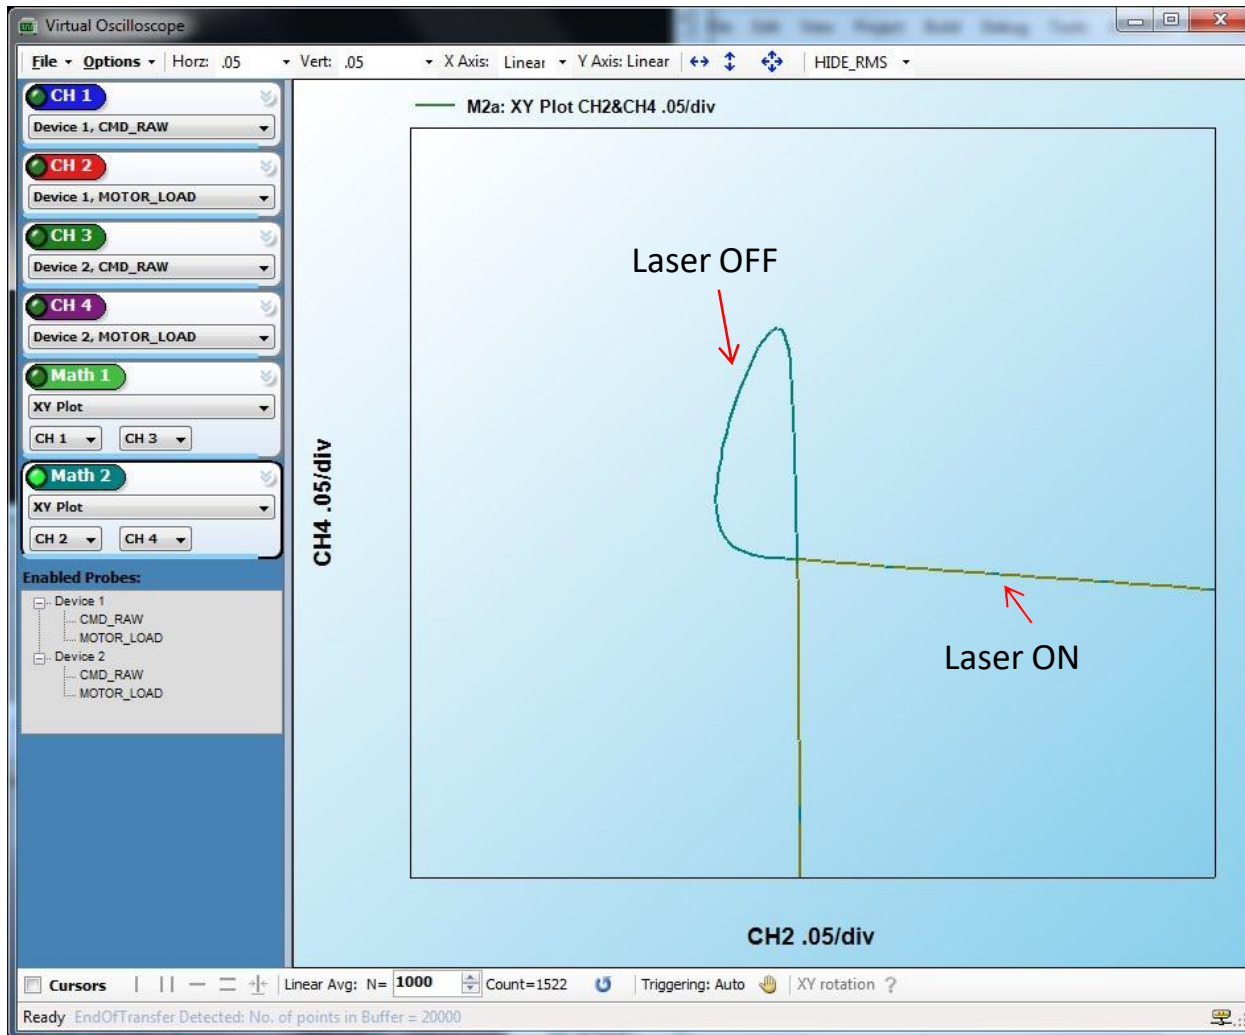 Virtual Oscilloscope
File Options Horz: .05 Vert: .05 X Axis: Linear Y Axis: Linear HIDE_RMS
CH 1
Device 1, CMD_RAW
CH 2
Device 1, MOTOR_LOAD
CH 3
Device 2, CMD_RAW
CH 4
Device 2, MOTOR_LOAD
Math 1
XY Plot
CH 1 CH 3
Math 2
XY Plot
CH 2 CH 4
Enabled Probes:
Device 1
CMD_RAW
MOTOR_LOAD
Device 2
CMD_RAW
MOTOR_LOAD
M2a: XY Plot CH2&CH4 .05/div
Laser OFF
Laser ON
CH4 .05/div
CH2 .05/div
Cursors Linear Avg: N= 1000 Count=1522 Triggering: Auto XY rotation ?
Ready EndOfTransfer Detected: No. of points in Buffer = 20000